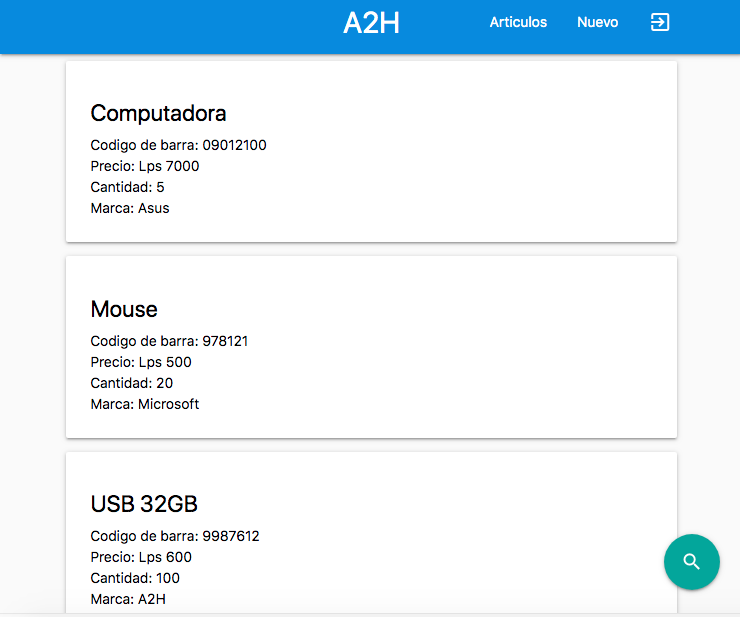 A2H
Articulos
Nuevo
Computadora
Codigo de barra: 09012100
Precio: Lps 7000
Cantidad: 5
Marca: Asus
Mouse
Codigo de barra: 978121
Precio: Lps 500
Cantidad: 20
Marca: Microsoft
USB 32GB
Codigo de barra: 9987612
Precio: Lps 600
Cantidad: 100
Marca: A2H